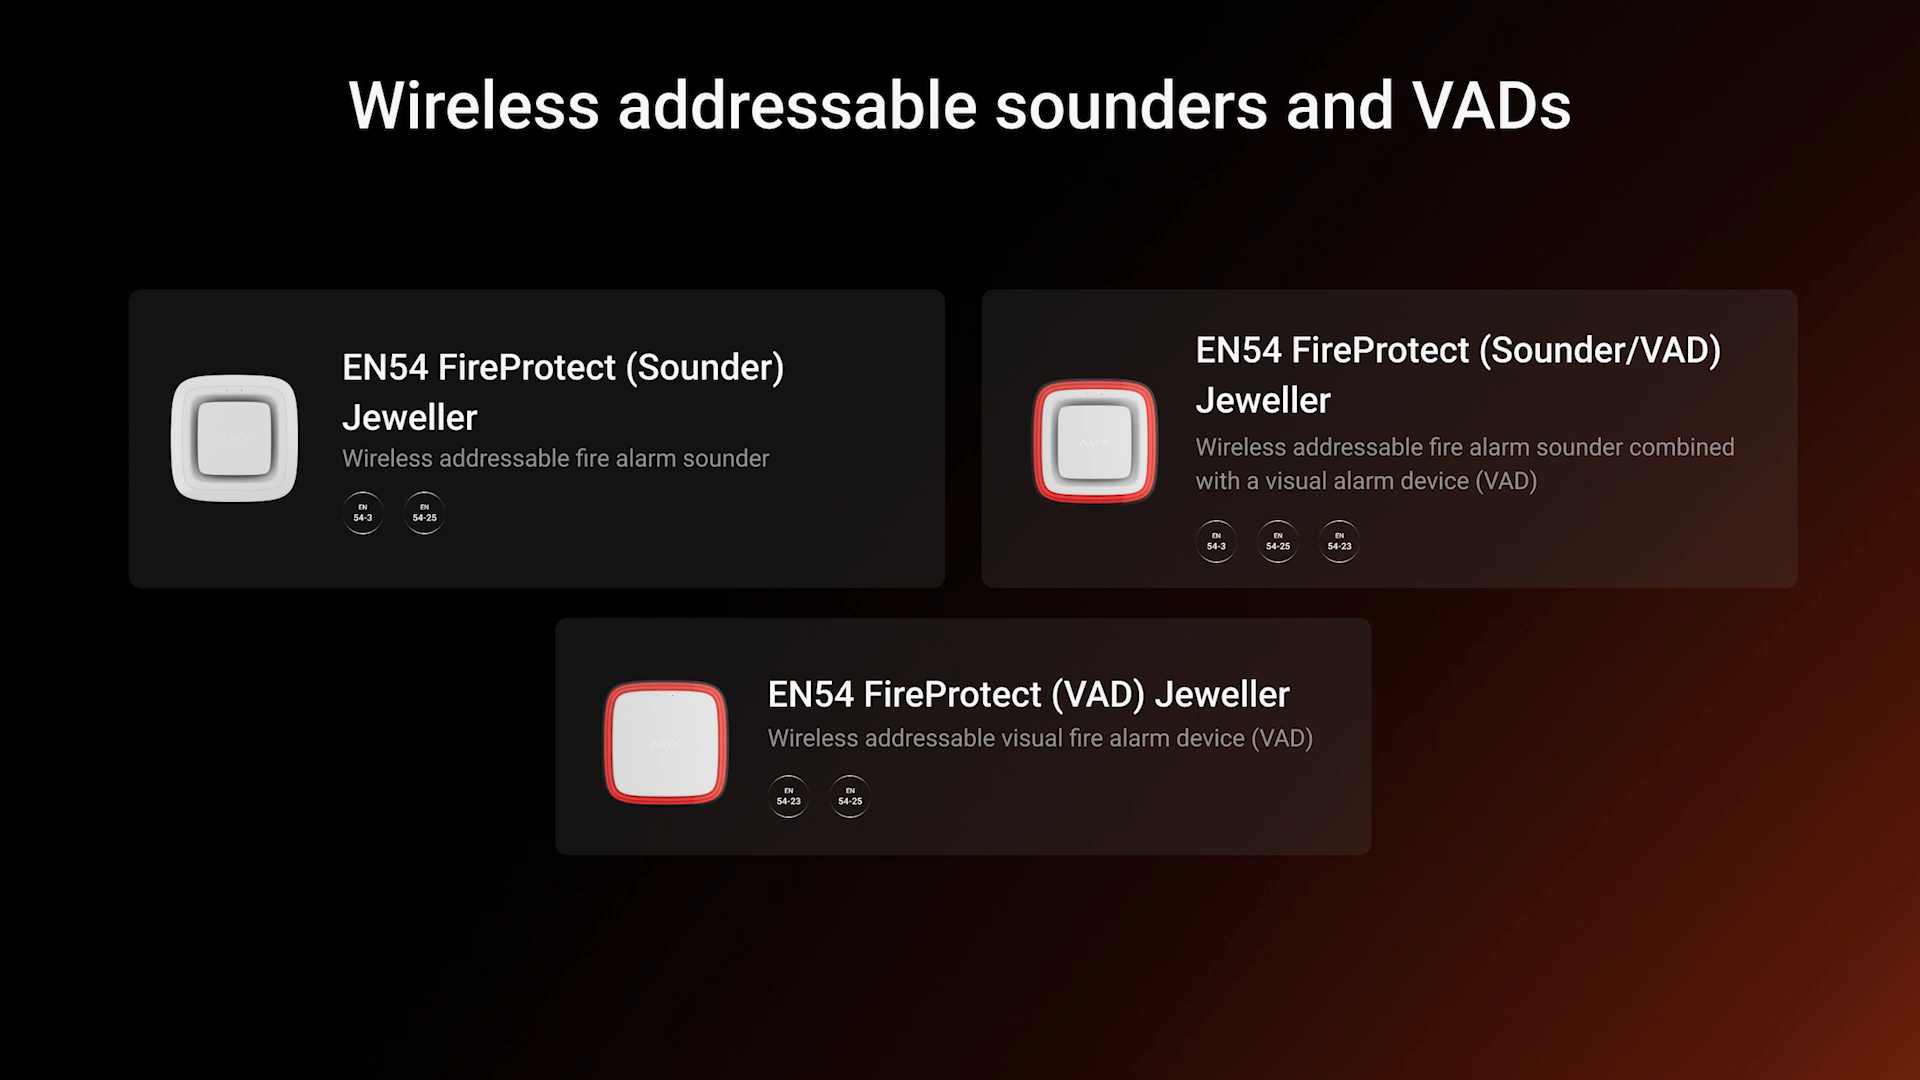 Wireless addressable sounders and VADs
EN54 FireProtect (Sounder)
Jeweller
Wireless addressable fire alarm sounder
EN
54-3
EN
54-25
EN54 FireProtect (Sounder/VAD)
Jeweller
Wireless addressable fire alarm sounder combined
with a visual alarm device (VAD)
AJAX
EN
54-3
EN
54-25
EN
54-23
EN54 FireProtect (VAD) Jeweller
Wireless addressable visual fire alarm device (VAD)
AJAX
EN
54-23
EN
54-25